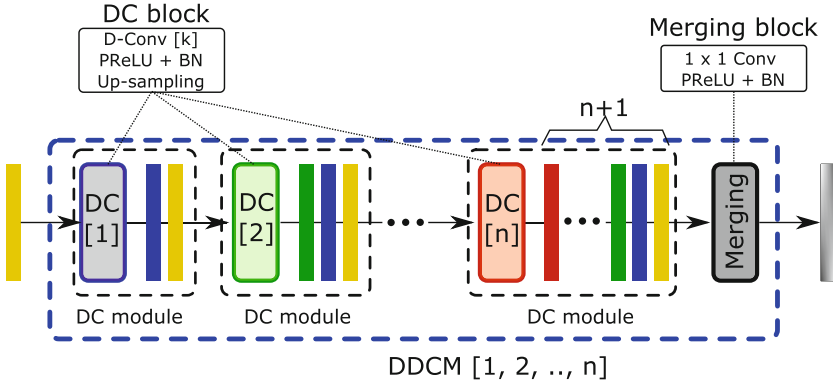 DC block
D-Conv [k]
PReLU + BN
Up-sampling
Merging block
1 x 1 Conv
PReLU + BN
n+1
DC
[1]
DC
[2]
DC
[n]
Merging
DC module
DC module
DC module
DDCM [1, 2, .., n]